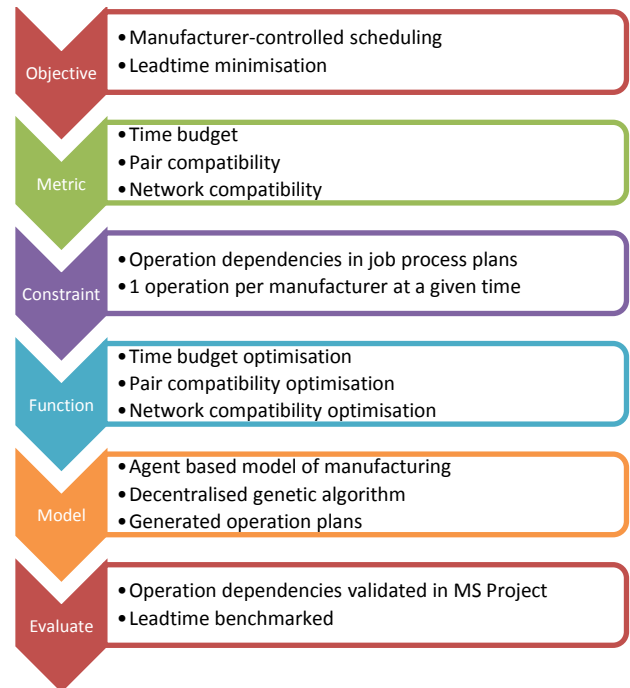 Objective
•Manufacturer-controlled scheduling
•Leadtime minimisation
Metric
•Time budget
•Pair compatibility
•Network compatibility
Constraint
•Operation dependencies in job process plans
•1 operation per manufacturer at a given time
Function
•Time budget optimisation
•Pair compatibility optimisation
•Network compatibility optimisation
Model
•Agent based model of manufacturing
•Decentralised genetic algorithm
•Generated operation plans
Evaluate
•Operation dependencies validated in MS Project
•Leadtime benchmarked